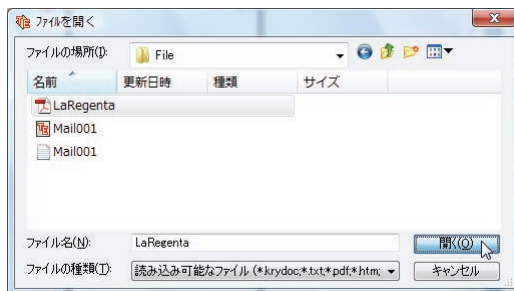 ファイルを開く
ファイルの場所(I): File
名前 更新日時 種類 サイズ
LaRegenta
Mail001
Mail001
ファイル名(N): LaRegenta 開く(O)
ファイルの種類(T): 読み込み可能なファイル (*.krydoc;*.txt;*.pdf;*.htm; キャンセル